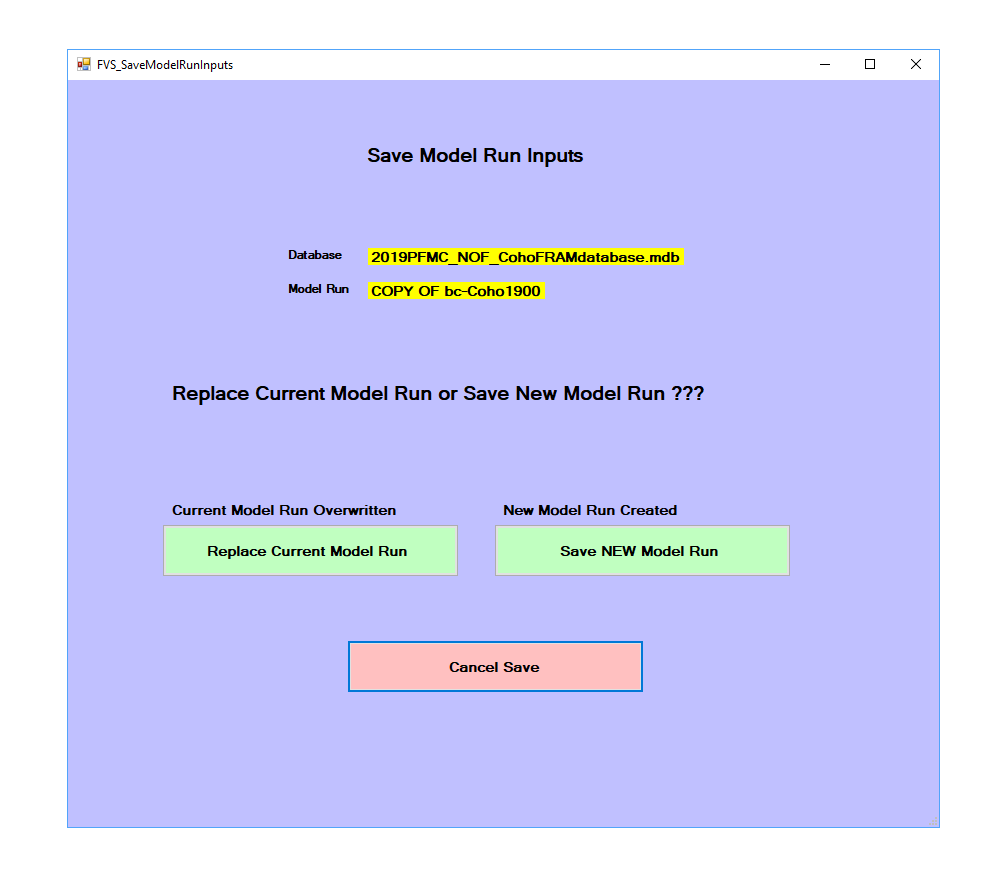 FVS_SaveModelRunInputs
Save Model Run Inputs
Database 2019PFMC_NOF_CohoFRAMdatabase.mdb
Model Run COPY OF bc-Coho1900
Replace Current Model Run or Save New Model Run ???
Current Model Run Overwritten New Model Run Created
Replace Current Model Run Save NEW Model Run
Cancel Save